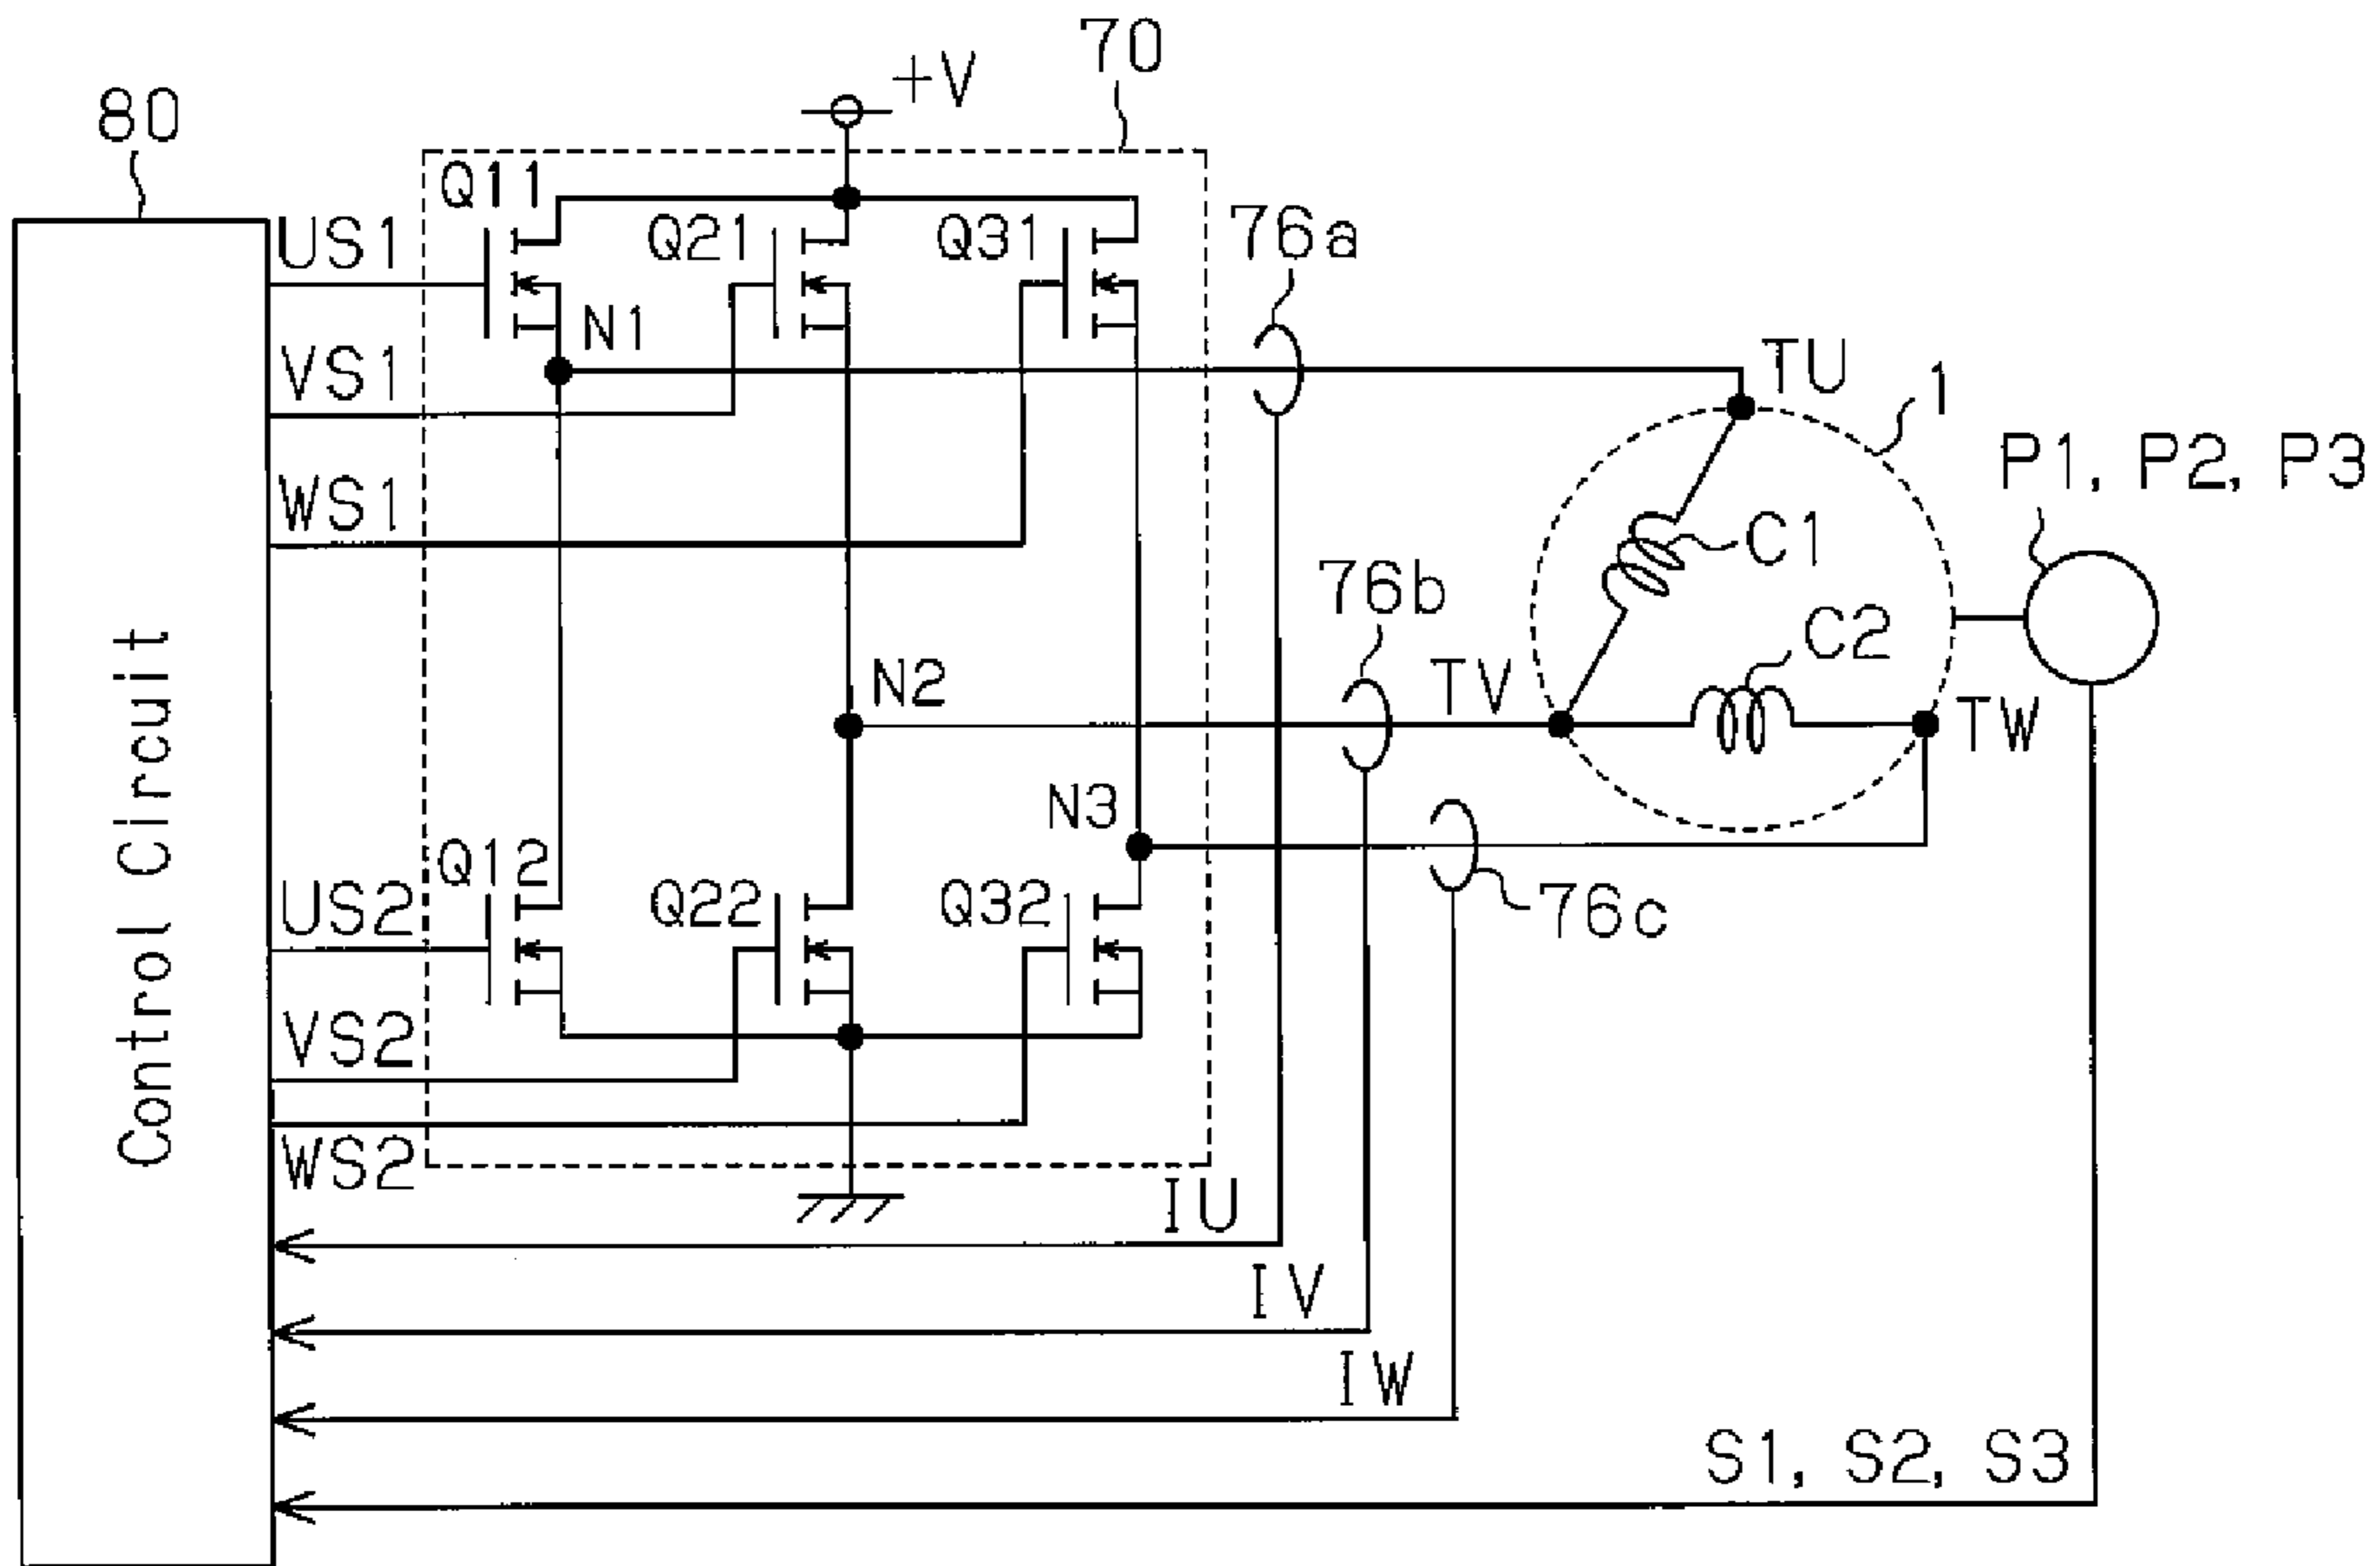 70
+V
80
Q11
US1
Q21
Q31
76a
N1
VS1
TU
1
P1, P2, P3
WS1
C1
76b
C2
N2
TV
TW
N3
Q12
US2
Q22
Q32
76c
Control Circuit
VS2
WS2
IU
IV
IW
S1, S2, S3